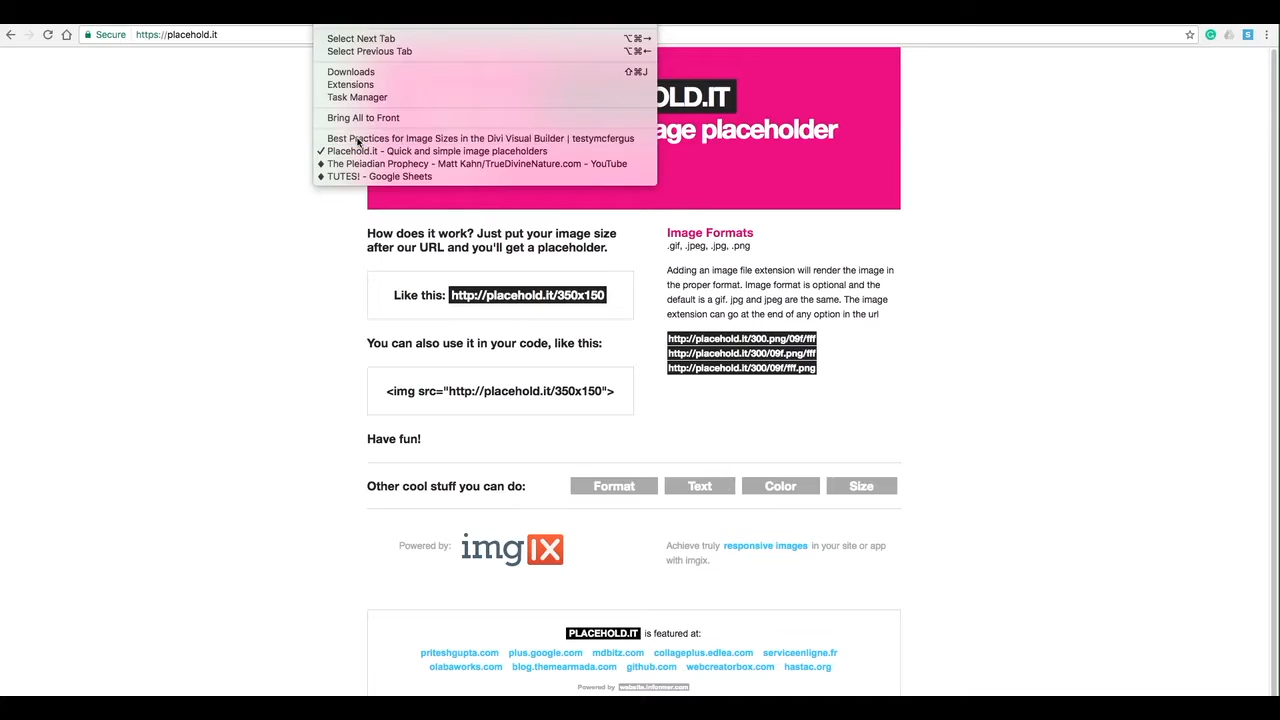 Secure https://placehold.it
Select Next Tab ⌥⌘→
Select Previous Tab ⌥⌘←
Downloads ⇧⌘J
Extensions
Task Manager
Bring All to Front
Best Practices for Image Sizes in the Divi Visual Builder | testymcfergus
✓ Placehold.it - Quick and simple image placeholders
♦ The Pleiadian Prophecy - Matt Kahn/TrueDivineNature.com - YouTube
♦ TUTES! - Google Sheets
OLD.IT
age placeholder
How does it work? Just put your image size
after our URL and you'll get a placeholder.
Like this: http://placehold.it/350x150
You can also use it in your code, like this:
<img src="http://placehold.it/350x150">
Have fun!
Image Formats
.gif, .jpeg, .jpg, .png
Adding an image file extension will render the image in
the proper format. Image format is optional and the
default is a gif. jpg and jpeg are the same. The image
extension can go at the end of any option in the url
http://placehold.it/300.png/09f/fff
http://placehold.it/300/09f.png/fff
http://placehold.it/300/09f/fff.png
Other cool stuff you can do: Format Text Color Size
Powered by: imgIX
Achieve truly responsive images in your site or app
with imgix.
PLACEHOLD.IT is featured at:
priteshgupta.com plus.google.com mdbitz.com collageplus.edlea.com serviceenligne.fr
olabaworks.com blog.themearmada.com github.com webcreatorbox.com hastac.org
Powered by website.informer.com